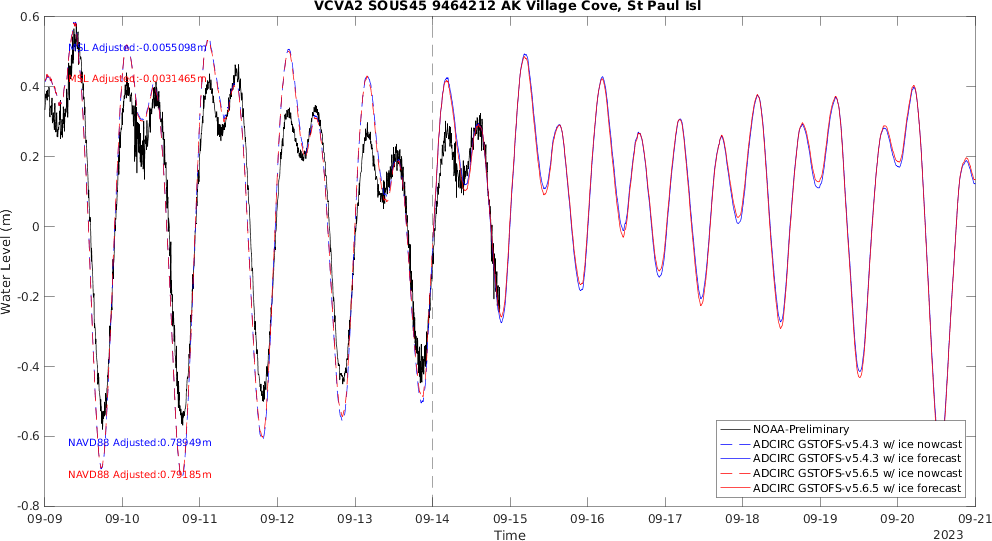 VCVA2 SOUS45 9464212 AK Village Cove, St Paul Isl
0.6
0.4
0.2
0
-0.2
-0.4
-0.6
-0.8
Water Level (m)
MSL Adjusted:-0.0055098m
MSL Adjusted:-0.0031465m
NAVD88 Adjusted:0.78949m
NAVD88 Adjusted:0.79185m
NOAA-Preliminary
ADCIRC GSTOFS-v5.4.3 w/ ice nowcast
ADCIRC GSTOFS-v5.4.3 w/ ice forecast
ADCIRC GSTOFS-v5.6.5 w/ ice nowcast
ADCIRC GSTOFS-v5.6.5 w/ ice forecast
09-09 09-10 09-11 09-12 09-13 09-14 09-15 09-16 09-17 09-18 09-19 09-20 09-21
Time
2023